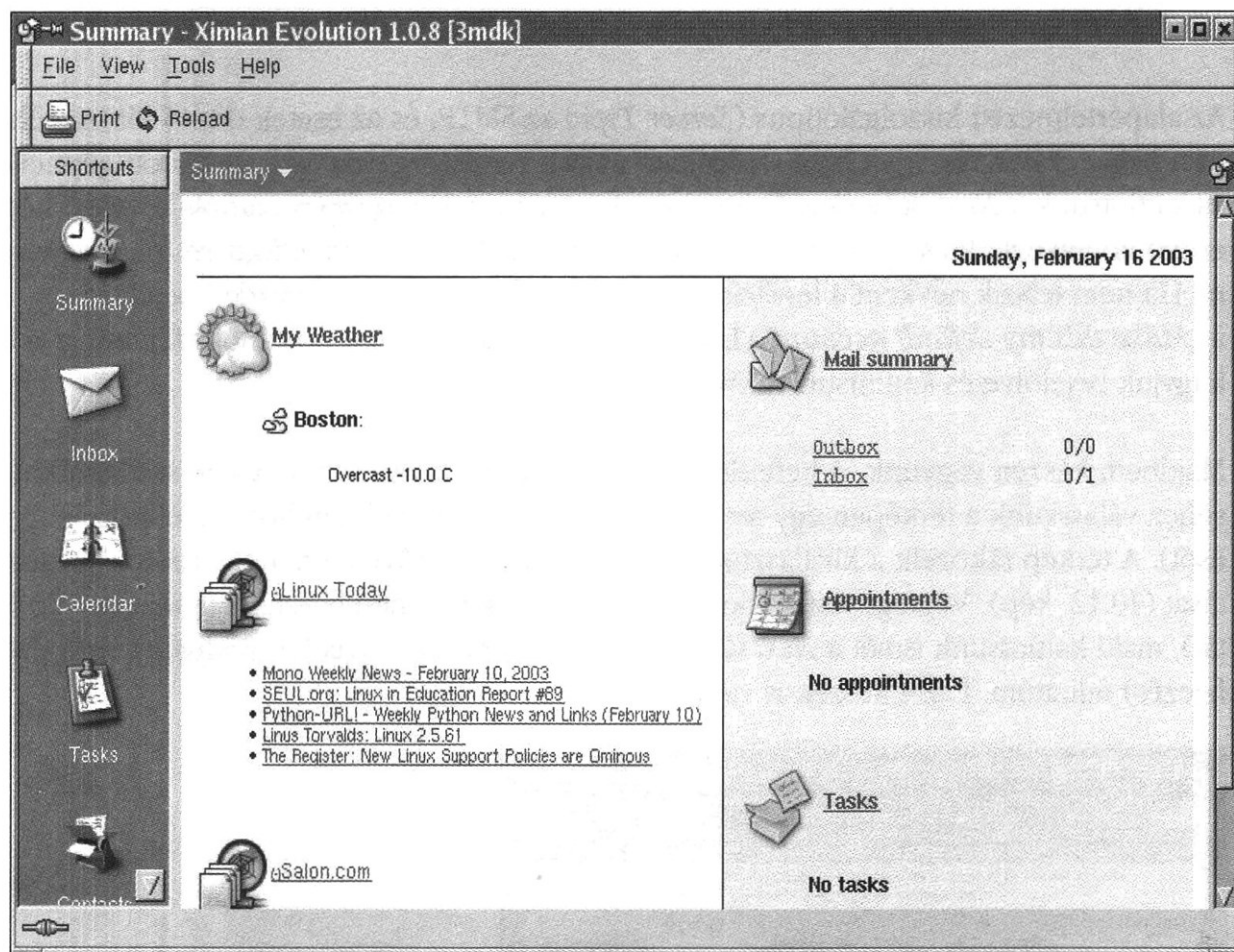 Summary - Ximian Evolution 1.0.8 [3mdk]
File View Tools Help
Print Reload
Shortcuts
Summary
Inbox
Calendar
Tasks
Contacts
Summary
Sunday, February 16 2003
My Weather
Boston:
Overcast -10.0 C
Linux Today
Mono Weekly News - February 10, 2003
SEUL.org: Linux in Education Report #89
Python-URL! - Weekly Python News and Links (February 10)
Linus Torvalds: Linux 2.5.61
The Register: New Linux Support Policies are Ominous
Salon.com
Mail summary
Outbox 0/0
Inbox 0/1
Appointments
No appointments
Tasks
No tasks